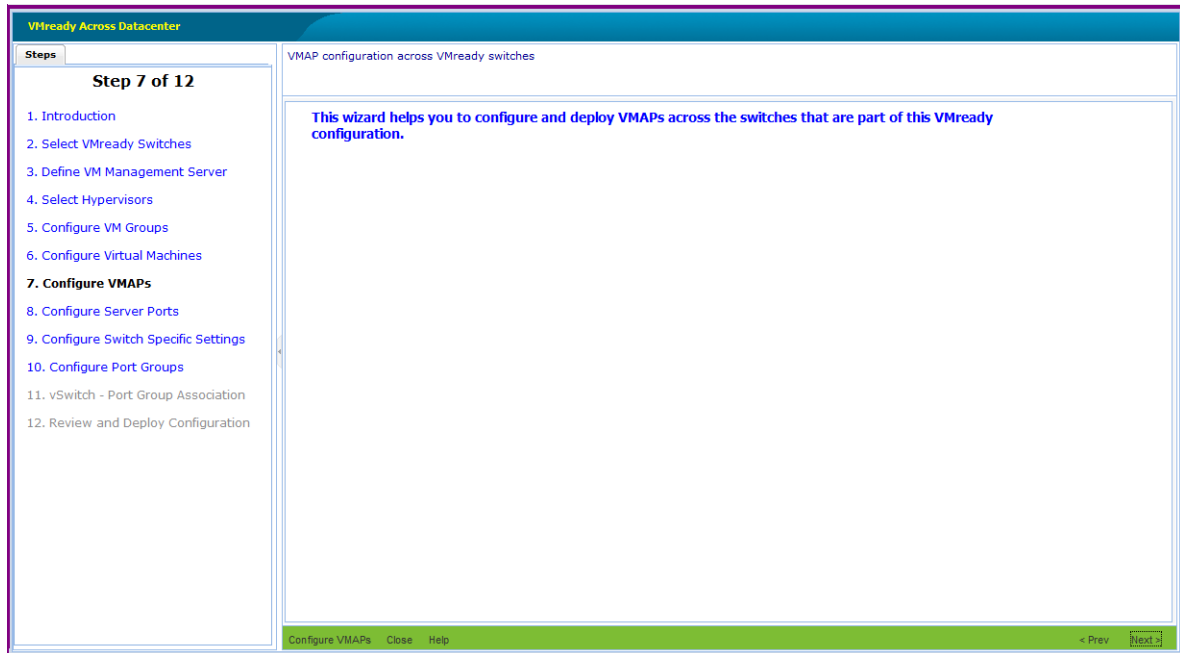 VMready Across Datacenter
Steps
Step 7 of 12
1. Introduction
2. Select VMready Switches
3. Define VM Management Server
4. Select Hypervisors
5. Configure VM Groups
6. Configure Virtual Machines
7. Configure VMAPs
8. Configure Server Ports
9. Configure Switch Specific Settings
10. Configure Port Groups
11. vSwitch - Port Group Association
12. Review and Deploy Configuration
VMAP configuration across VMready switches
This wizard helps you to configure and deploy VMAPs across the switches that are part of this VMready
configuration.
Configure VMAPs Close Help < Prev Next >